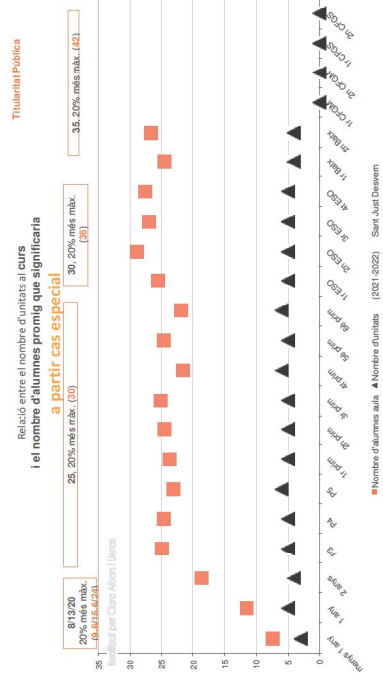 Titularitat Pública
Relació entre el nombre d'unitats al curs
i el nombre d'alumnes promig que significaria
a partir cas especial
8/13/20
20% més màx.
(9.6/15.6/24)
25, 20% més màx. (30)
30, 20% més màx.
(36)
35, 20% més màx. (42)
Realitzat per Clara Alborn i Llanos
35
30
25
20
15
10
5
0
menys 1 any
1 any
2 anys
P3
P4
P5
1r prim
2n prim
3r prim
4t prim
5è prim
6è prim
1r ESO
2n ESO
3r ESO
4t ESO
1r Batx
2n Batx
1r CFGM
2n CFGM
1r CFGS
2n CFGS
Nombre d'alumnes aula
Nombre d'unitats
(2021-2022)
Sant Just Desvern